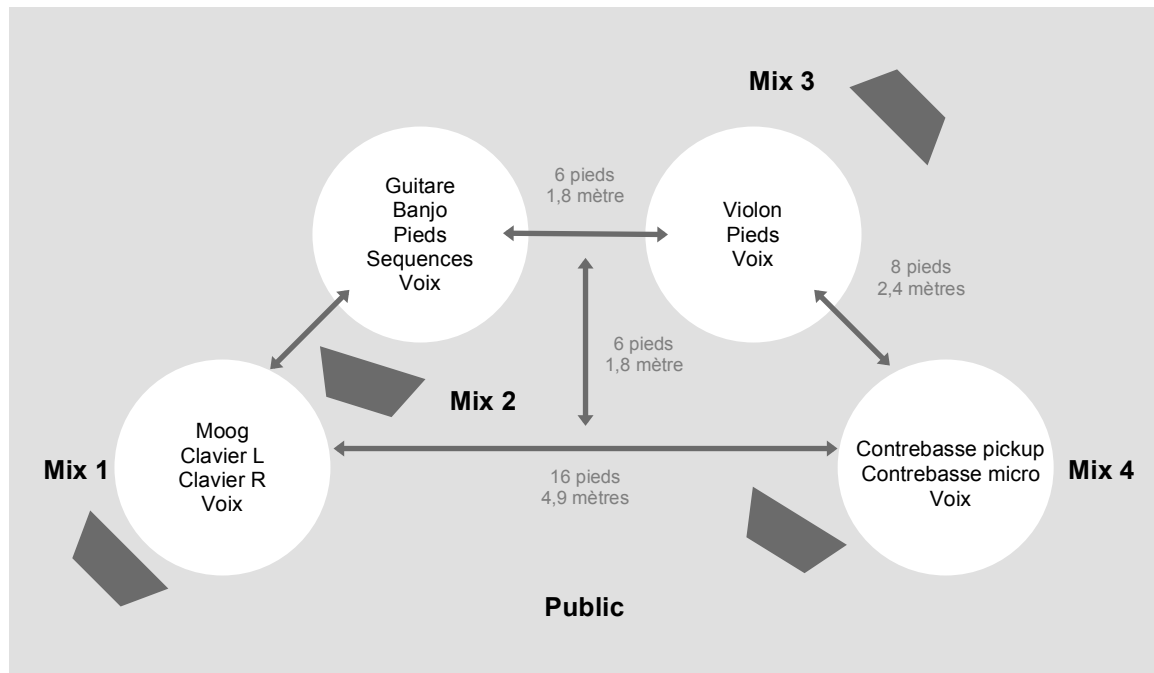 Mix 3
6 pieds
1,8 mètre
Guitare
Banjo
Pieds
Sequences
Voix
Violon
Pieds
Voix
8 pieds
2,4 mètres
6 pieds
1,8 mètre
Mix 2
Mix 1
Moog
Clavier L
Clavier R
Voix
16 pieds
4,9 mètres
Contrebasse pickup
Contrebasse micro
Voix
Mix 4
Public